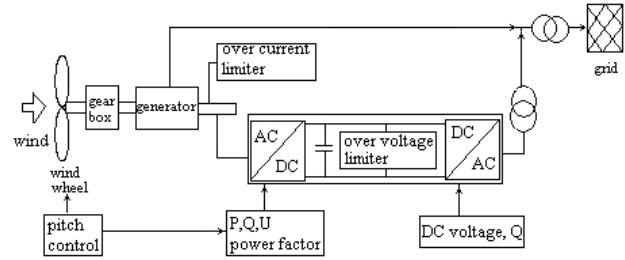 over current
limiter
gear
box
generator
grid
wind
wind
wheel
AC
DC
over voltage
limiter
DC
AC
pitch
control
P,Q,U
power factor
DC voltage, Q